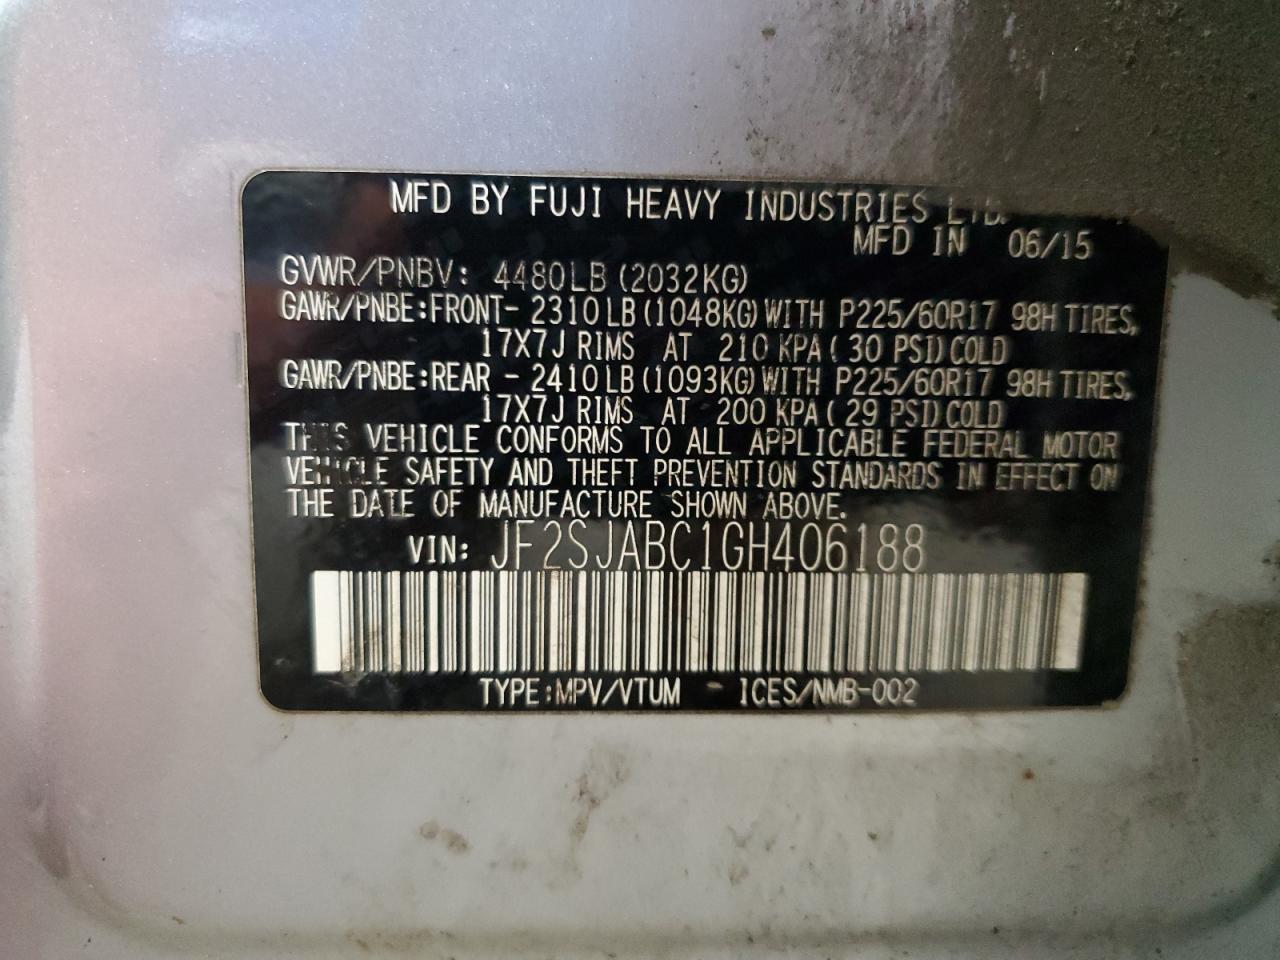 MFD BY FUJI HEAVY INDUSTRIES LTD.
MFD IN 06/15
GVWR/PNBV: 4480LB (2032KG)
GAWR/PNBE:FRONT- 2310LB (1048KG) WITH P225/60R17 98H TIRES,
17X7J RIMS AT 210 KPA ( 30 PSI) COLD
GAWR/PNBE:REAR - 2410LB (1093KG) WITH P225/60R17 98H TIRES,
17X7J RIMS AT 200 KPA ( 29 PSI) COLD
THIS VEHICLE CONFORMS TO ALL APPLICABLE FEDERAL MOTOR
VEHICLE SAFETY AND THEFT PREVENTION STANDARDS IN EFFECT ON
THE DATE OF MANUFACTURE SHOWN ABOVE.
VIN: JF2SJABC1GH406188
TYPE:MPV/VTUM - ICES/NMB-002